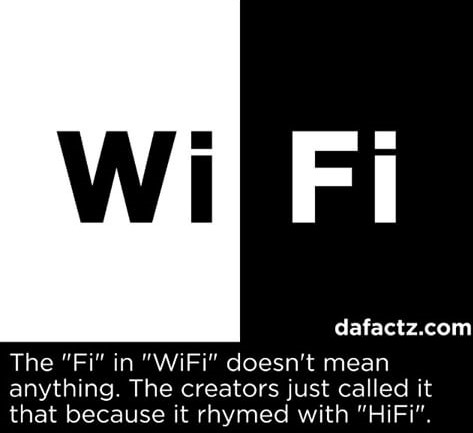 Wi Fi
dafactz.com
The "Fi" in "WiFi" doesn't mean
anything. The creators just called it
that because it rhymed with "HiFi".